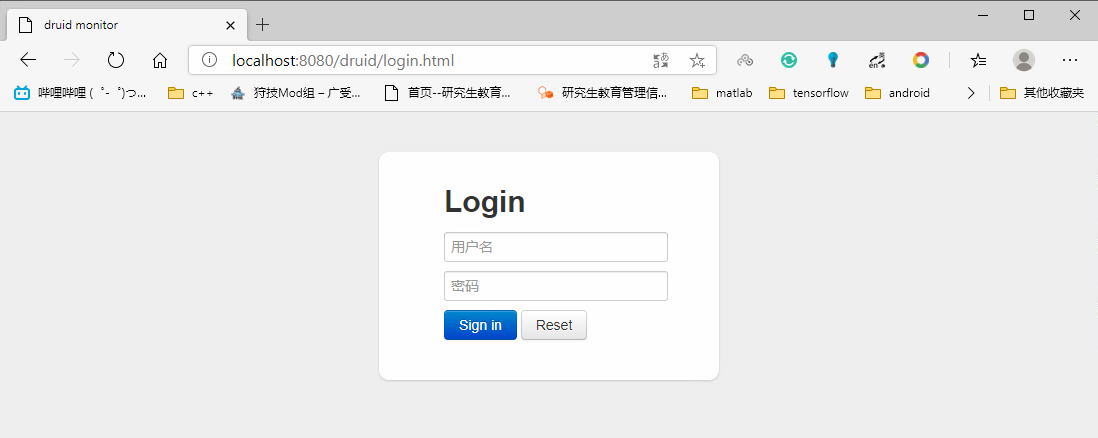 druid monitor
localhost:8080/druid/login.html
哔哩哔哩 (゜-゜)つ... c++ 狩技Mod组 – 广受... 首页--研究生教育... 研究生教育管理信... matlab tensorflow android 其他收藏夹
Login
用户名
密码
Sign in Reset